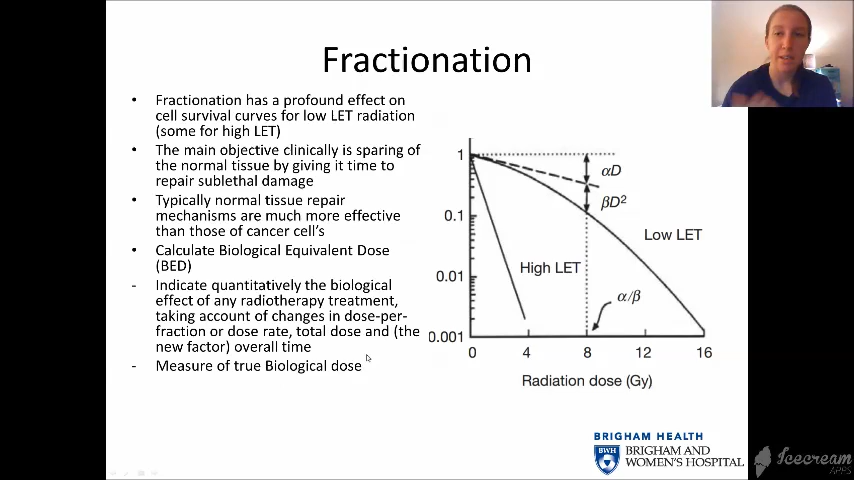 Fractionation
• Fractionation has a profound effect on
cell survival curves for low LET radiation
(some for high LET)
• The main objective clinically is sparing of
the normal tissue by giving it time to
repair sublethal damage
• Typically normal tissue repair
mechanisms are much more effective
than those of cancer cell's
• Calculate Biological Equivalent Dose
(BED)
- Indicate quantitatively the biological
effect of any radiotherapy treatment,
taking account of changes in dose-per-
fraction or dose rate, total dose and (the
new factor) overall time
- Measure of true Biological dose
1
αD
βD²
0.1
Low LET
High LET
0.01
α/β
0.001
0 4 8 12 16
Radiation dose (Gy)
BRIGHAM HEALTH
BWH
BRIGHAM AND
WOMEN'S HOSPITAL
Icecream
APPS